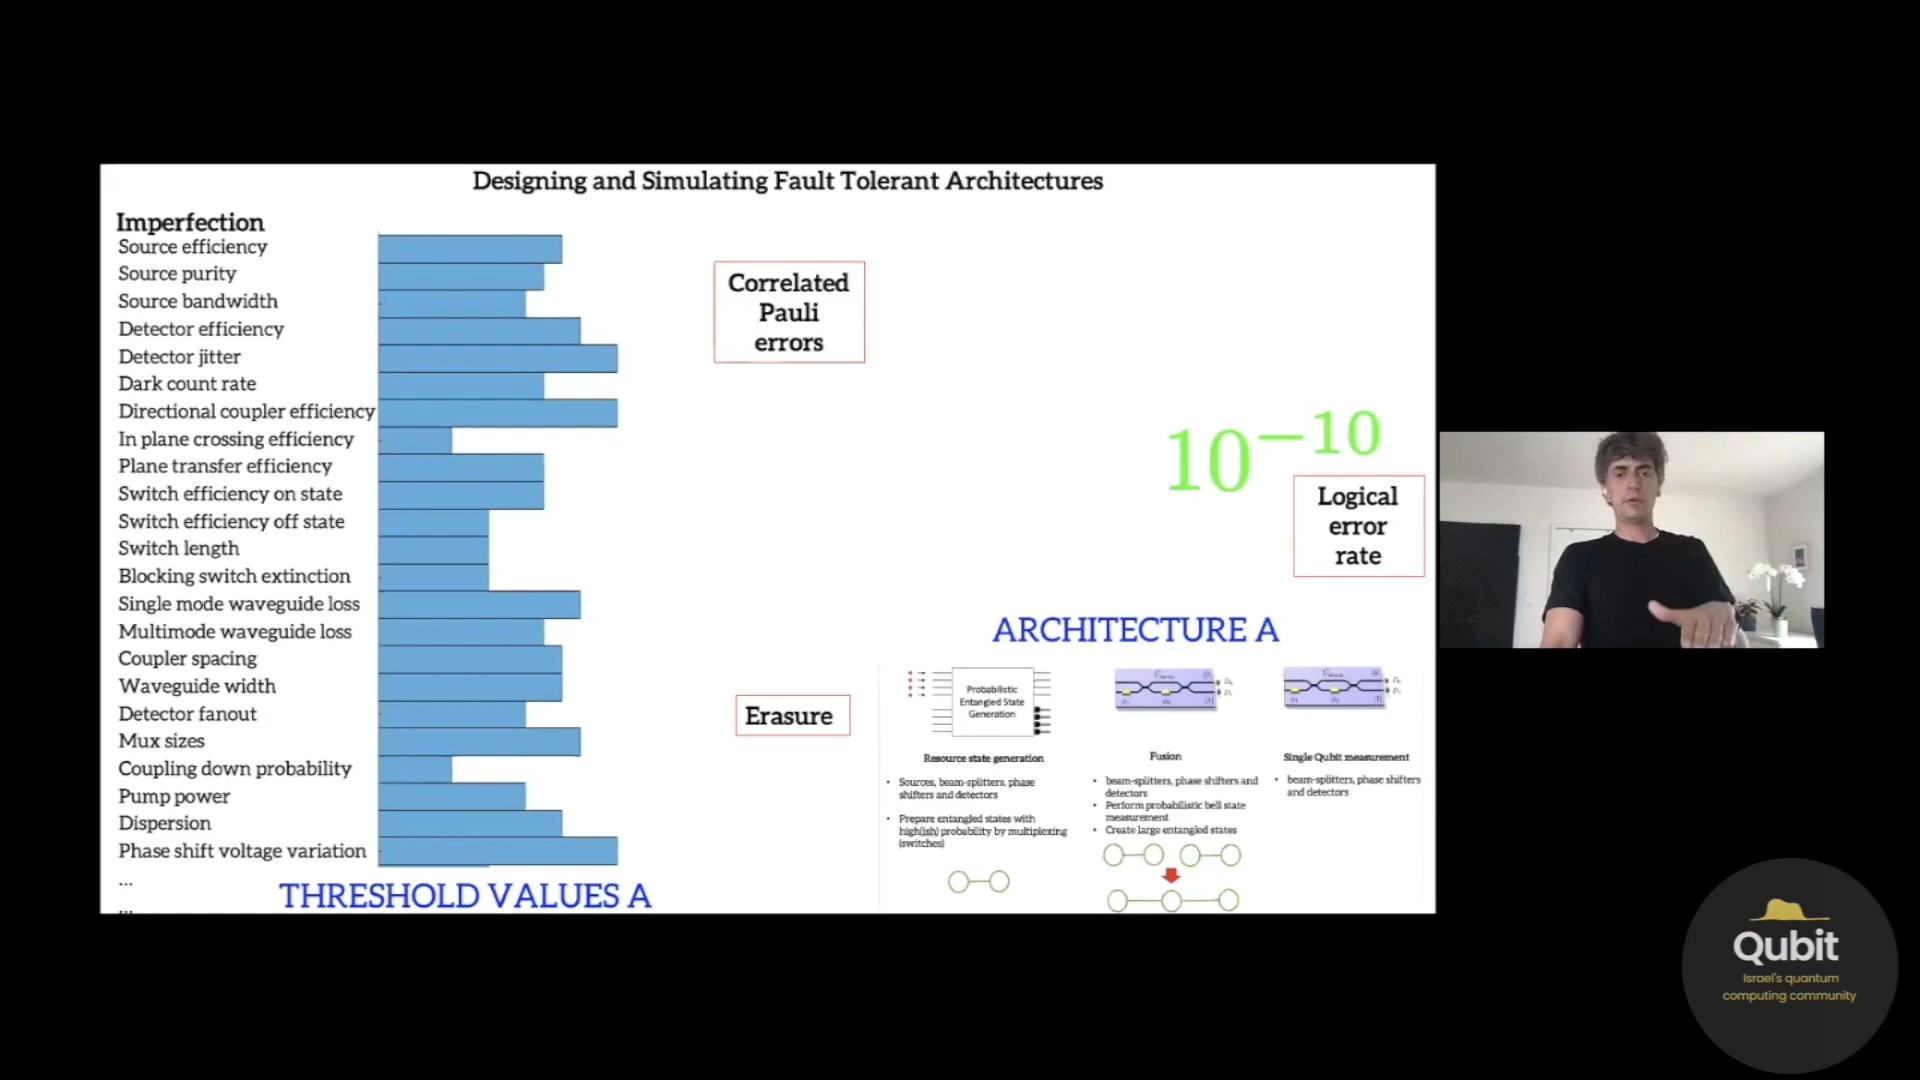 Designing and Simulating Fault Tolerant Architectures
Imperfection
Source efficiency
Source purity
Source bandwidth
Detector efficiency
Detector jitter
Dark count rate
Directional coupler efficiency
In plane crossing efficiency
Plane transfer efficiency
Switch efficiency on state
Switch efficiency off state
Switch length
Blocking switch extinction
Single mode waveguide loss
Multimode waveguide loss
Coupler spacing
Waveguide width
Detector fanout
Mux sizes
Coupling down probability
Pump power
Dispersion
Phase shift voltage variation
...
...
THRESHOLD VALUES A
Correlated
Pauli
errors
Erasure
10⁻¹⁰
Logical
error
rate
ARCHITECTURE A
Probabilistic
Entangled State
Generation
Resource state generation
• Sources, beam-splitters, phase
shifters and detectors
• Prepare entangled states with
high(ish) probability by multiplexing
(switches)
Fusion
• beam-splitters, phase shifters and
detectors
• Perform probabilistic bell state
measurement
• Create large entangled states
Single Qubit measurement
• beam-splitters, phase shifters
and detectors
Qubit
Israel's quantum
computing community